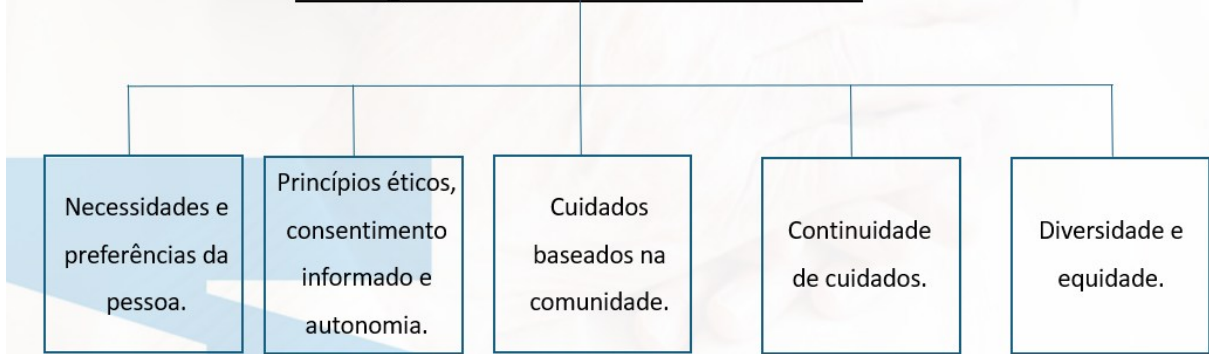 Necessidades e
preferências da
pessoa.
Princípios éticos,
consentimento
informado e
autonomia.
Cuidados
baseados na
comunidade.
Continuidade
de cuidados.
Diversidade e
equidade.